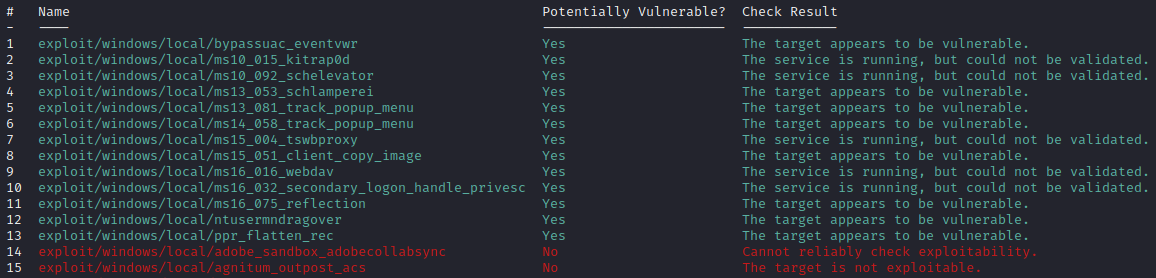 #   Name                                                           Potentially Vulnerable?  Check Result
-   ----                                                           -----------------------  ------------
1   exploit/windows/local/bypassuac_eventvwr                       Yes                      The target appears to be vulnerable.
2   exploit/windows/local/ms10_015_kitrap0d                        Yes                      The service is running, but could not be validated.
3   exploit/windows/local/ms10_092_schelevator                     Yes                      The service is running, but could not be validated.
4   exploit/windows/local/ms13_053_schlamperei                     Yes                      The target appears to be vulnerable.
5   exploit/windows/local/ms13_081_track_popup_menu                Yes                      The target appears to be vulnerable.
6   exploit/windows/local/ms14_058_track_popup_menu                Yes                      The target appears to be vulnerable.
7   exploit/windows/local/ms15_004_tswbproxy                       Yes                      The service is running, but could not be validated.
8   exploit/windows/local/ms15_051_client_copy_image               Yes                      The target appears to be vulnerable.
9   exploit/windows/local/ms16_016_webdav                          Yes                      The service is running, but could not be validated.
10  exploit/windows/local/ms16_032_secondary_logon_handle_privesc  Yes                      The service is running, but could not be validated.
11  exploit/windows/local/ms16_075_reflection                      Yes                      The target appears to be vulnerable.
12  exploit/windows/local/ntusermndragover                         Yes                      The target appears to be vulnerable.
13  exploit/windows/local/ppr_flatten_rec                          Yes                      The target appears to be vulnerable.
14  exploit/windows/local/adobe_sandbox_adobecollabsync            No                       Cannot reliably check exploitability.
15  exploit/windows/local/agnitum_outpost_acs                      No                       The target is not exploitable.